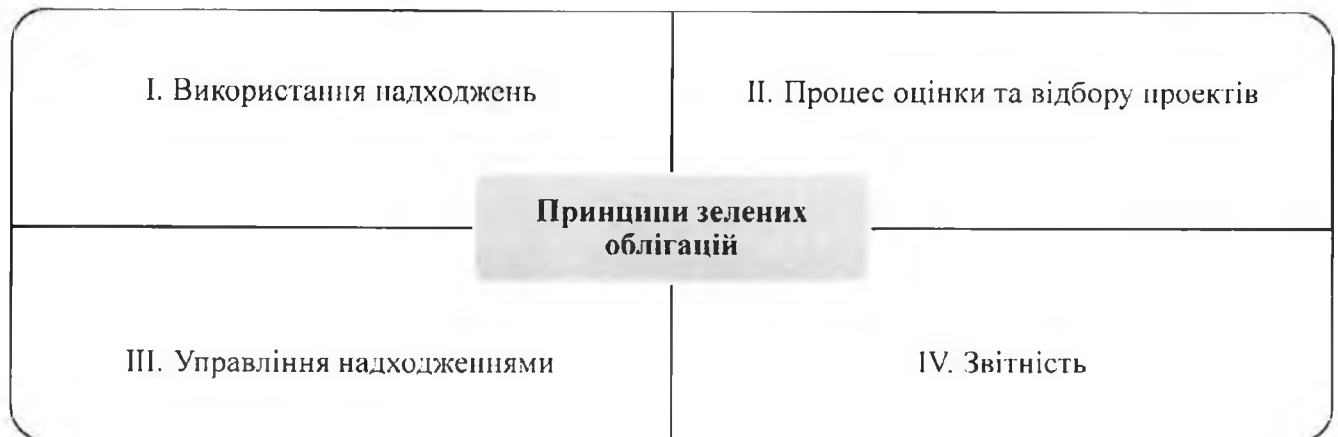 I. Використання надходжень
II. Процес оцінки та відбору проектів
Принципи зелених
облігацій
III. Управління надходженнями
IV. Звітність